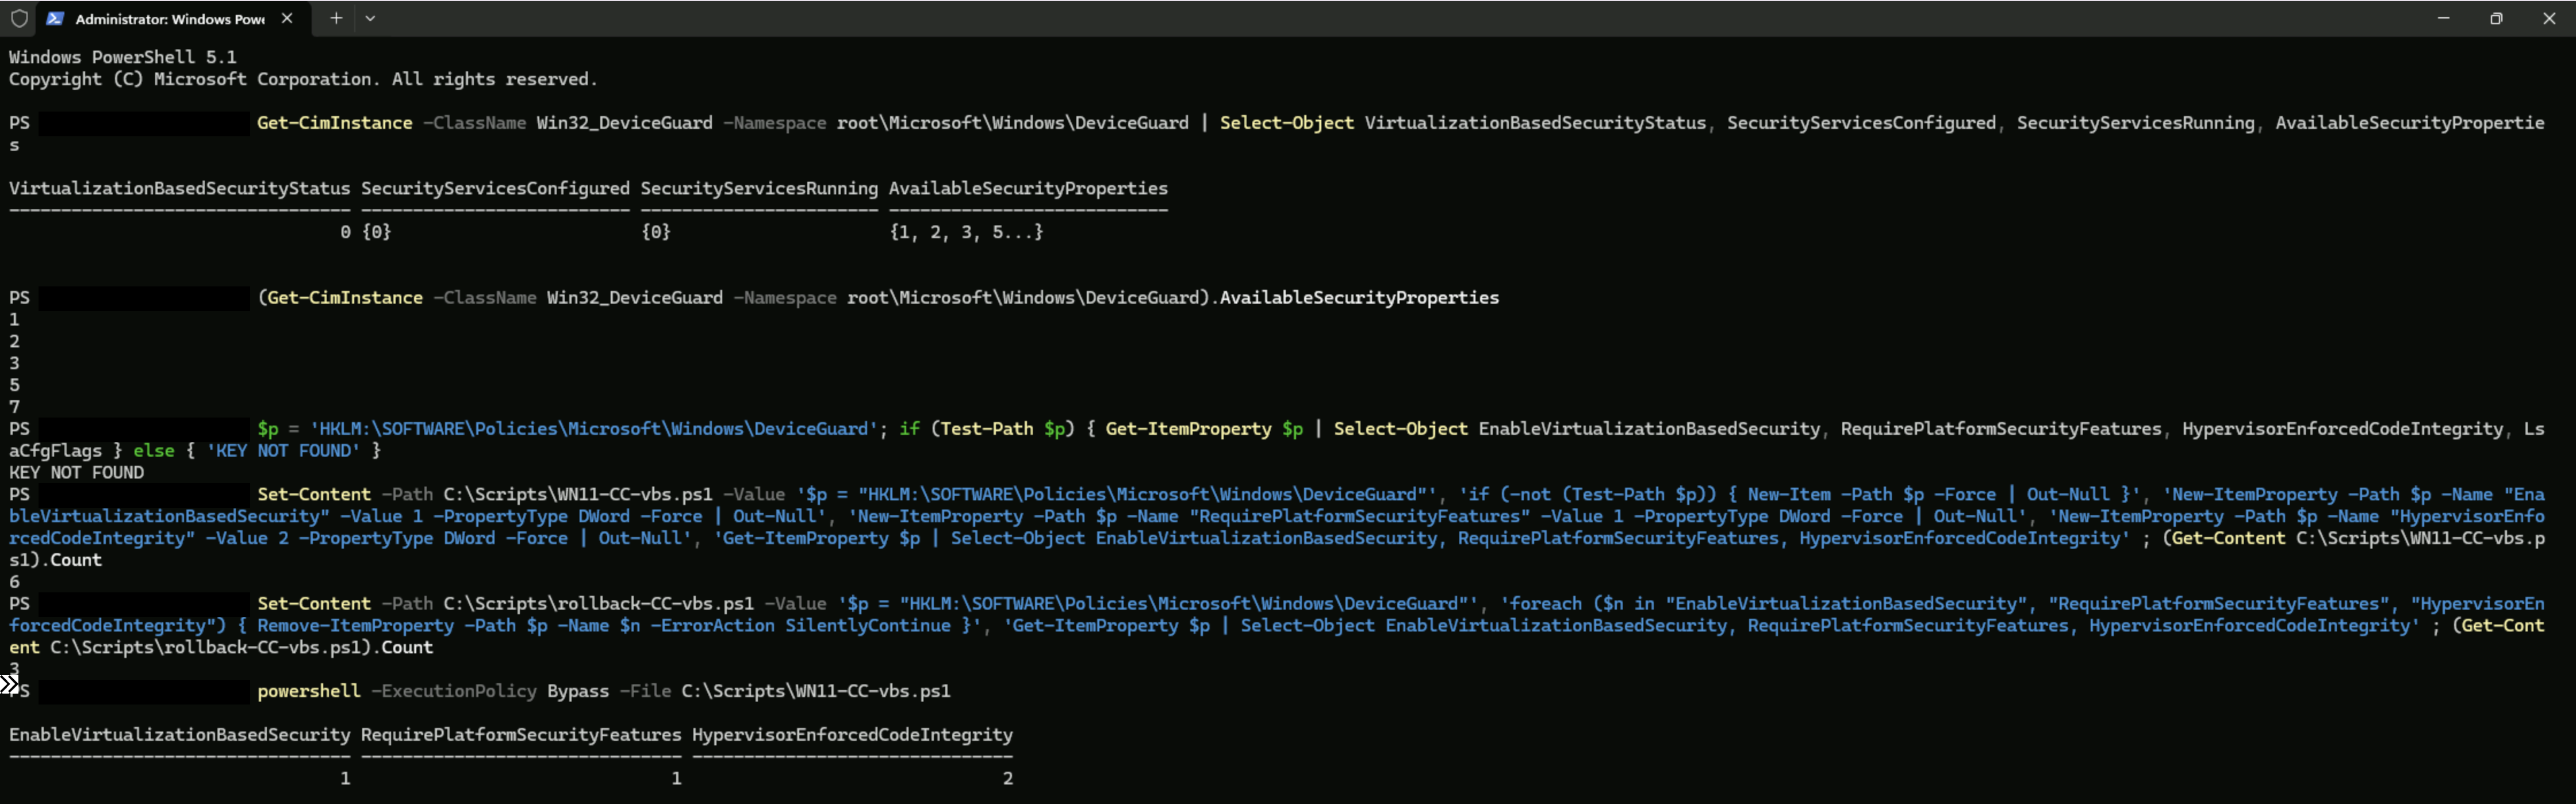 Administrator: Windows Powe
Windows PowerShell 5.1
Copyright (C) Microsoft Corporation. All rights reserved.
PS Get-CimInstance -ClassName Win32_DeviceGuard -Namespace root\Microsoft\Windows\DeviceGuard | Select-Object VirtualizationBasedSecurityStatus, SecurityServicesConfigured, SecurityServicesRunning, AvailableSecurityPropertie
s
VirtualizationBasedSecurityStatus SecurityServicesConfigured SecurityServicesRunning AvailableSecurityProperties
--------------------------------- -------------------------- ----------------------- ---------------------------
0 {0} {0} {1, 2, 3, 5...}
PS (Get-CimInstance -ClassName Win32_DeviceGuard -Namespace root\Microsoft\Windows\DeviceGuard).AvailableSecurityProperties
1
2
3
5
7
PS $p = 'HKLM:\SOFTWARE\Policies\Microsoft\Windows\DeviceGuard'; if (Test-Path $p) { Get-ItemProperty $p | Select-Object EnableVirtualizationBasedSecurity, RequirePlatformSecurityFeatures, HypervisorEnforcedCodeIntegrity, Ls
aCfgFlags } else { 'KEY NOT FOUND' }
KEY NOT FOUND
PS Set-Content -Path C:\Scripts\WN11-CC-vbs.ps1 -Value '$p = "HKLM:\SOFTWARE\Policies\Microsoft\Windows\DeviceGuard"', 'if (-not (Test-Path $p)) { New-Item -Path $p -Force | Out-Null }', 'New-ItemProperty -Path $p -Name "Ena
bleVirtualizationBasedSecurity" -Value 1 -PropertyType DWord -Force | Out-Null', 'New-ItemProperty -Path $p -Name "RequirePlatformSecurityFeatures" -Value 1 -PropertyType DWord -Force | Out-Null', 'New-ItemProperty -Path $p -Name "HypervisorEnfo
rcedCodeIntegrity" -Value 2 -PropertyType DWord -Force | Out-Null', 'Get-ItemProperty $p | Select-Object EnableVirtualizationBasedSecurity, RequirePlatformSecurityFeatures, HypervisorEnforcedCodeIntegrity' ; (Get-Content C:\Scripts\WN11-CC-vbs.p
s1).Count
6
PS Set-Content -Path C:\Scripts\rollback-CC-vbs.ps1 -Value '$p = "HKLM:\SOFTWARE\Policies\Microsoft\Windows\DeviceGuard"', 'foreach ($n in "EnableVirtualizationBasedSecurity", "RequirePlatformSecurityFeatures", "HypervisorEn
forcedCodeIntegrity") { Remove-ItemProperty -Path $p -Name $n -ErrorAction SilentlyContinue }', 'Get-ItemProperty $p | Select-Object EnableVirtualizationBasedSecurity, RequirePlatformSecurityFeatures, HypervisorEnforcedCodeIntegrity' ; (Get-Cont
ent C:\Scripts\rollback-CC-vbs.ps1).Count
3
PS powershell -ExecutionPolicy Bypass -File C:\Scripts\WN11-CC-vbs.ps1
EnableVirtualizationBasedSecurity RequirePlatformSecurityFeatures HypervisorEnforcedCodeIntegrity
--------------------------------- ------------------------------- -------------------------------
1 1 2